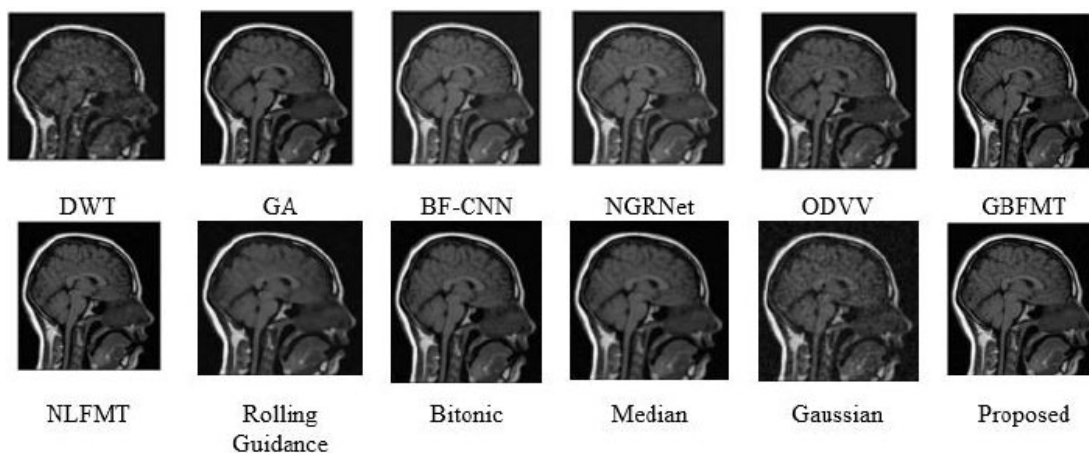 DWT GA BF-CNN NGRNet ODVV GBFMT
NLFMT Rolling Bitonic Median Gaussian Proposed
Guidance